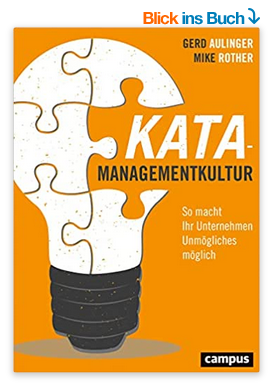 Blick ins Buch
GERD AULINGER
MIKE ROTHER
KATA-
MANAGEMENTKULTUR
So macht
Ihr Unternehmen
Unmögliches
möglich
campus